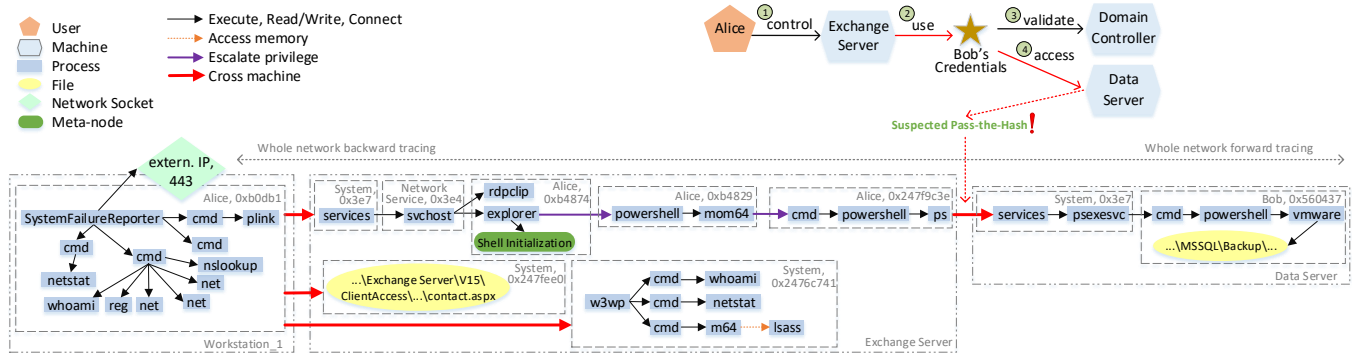 User
Machine
Process
File
Network Socket
Meta-node
Execute, Read/Write, Connect
Access memory
Escalate privilege
Cross machine
Alice
1
control
Exchange
Server
2
use
Bob's
Credentials
3
validate
Domain
Controller
4
access
Data
Server
Suspected Pass-the-Hash!
Whole network backward tracing
Whole network forward tracing
extern. IP,
443
Alice, 0xb0db1
SystemFailureReporter
cmd
plink
cmd
cmd
cmd
nslookup
netstat
net
whoami
reg
net
net
Workstation_1
System,
0x3e7
services
Network
Service, 0x3e4
svchost
rdpclip
Alice,
0xb4874
explorer
Shell Initialization
Alice, 0xb4829
powershell
mom64
Alice, 0x247f9c3e
cmd
powershell
ps
System,
0x247fee0
...\Exchange Server\V15\
ClientAccess\...\contact.aspx
System,
0x2476c741
w3wp
cmd
whoami
cmd
netstat
cmd
m64
lsass
Exchange Server
System, 0x3e7
services
psexesvc
Bob, 0x560437
cmd
powershell
vmware
...\MSSQL\Backup\...
Data Server